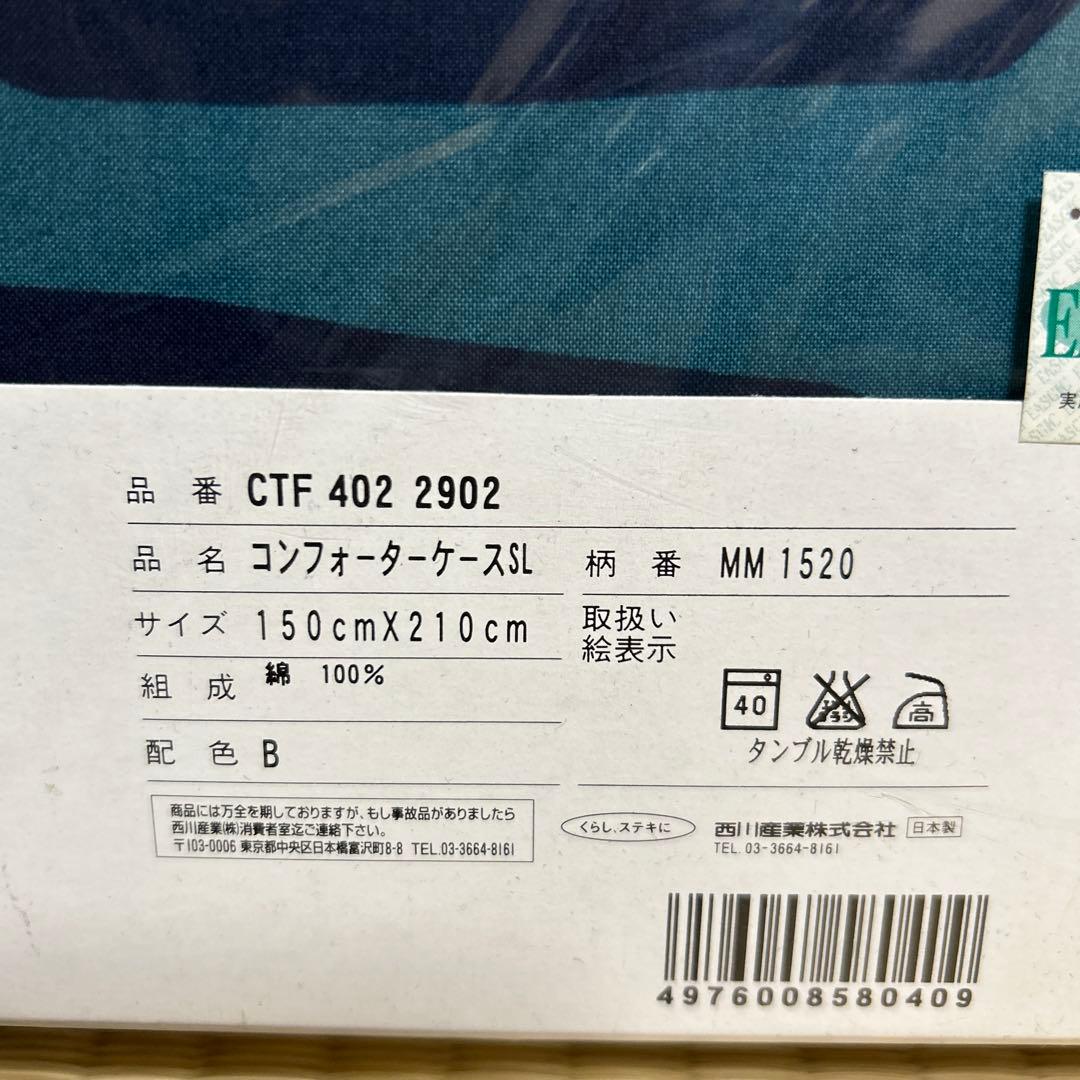 品番 CTF 402 2902
品名 コンフォーターケースSL
柄番 MM 1520
サイズ 150cmX210cm
取扱い
絵表示
組成 綿 100%
40
エンソ
サラシ
高
タンブル乾燥禁止
配色 B
商品には万全を期しておりますが、もし事故品がありましたら
西川産業(株)消費者室迄ご連絡下さい。
〒103-0006 東京都中央区日本橋富沢町8-8 TEL.03-3664-8161
くらし、ステキに
西川産業株式会社 日本製
TEL. 03-3664-8161
4976008580409
EASGIC